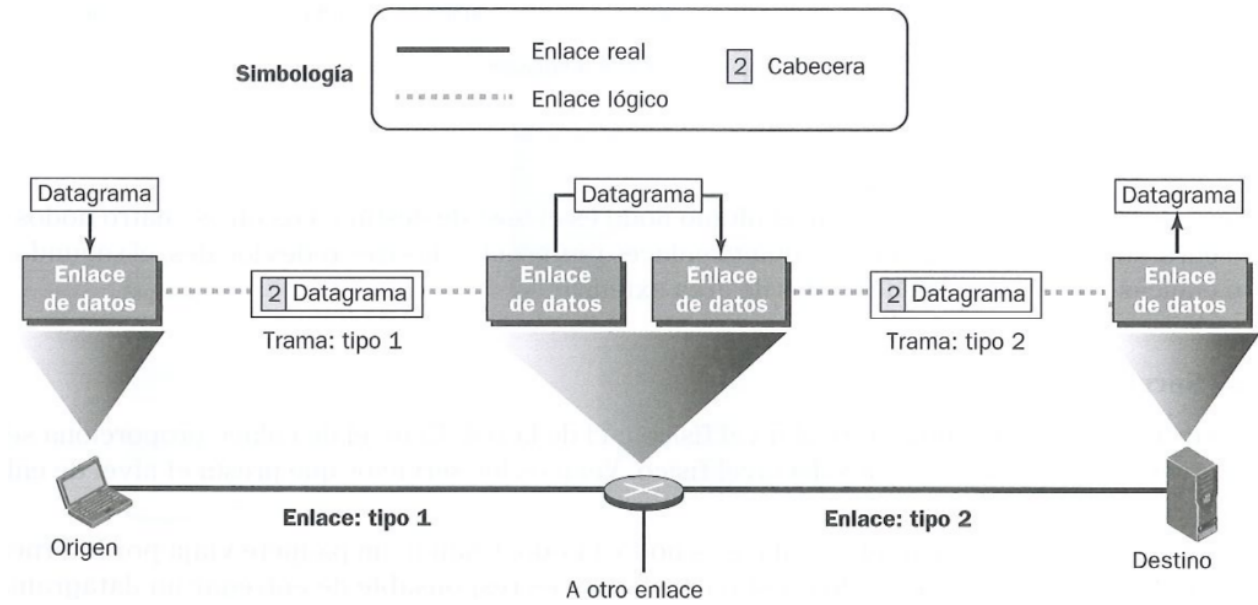 Simbología
Enlace real
2 Cabecera
Enlace lógico
Datagrama
Datagrama
Datagrama
Enlace de datos
2 Datagrama
Trama: tipo 1
Enlace de datos
Enlace de datos
2 Datagrama
Trama: tipo 2
Enlace de datos
Enlace: tipo 1
Enlace: tipo 2
Origen
Destino
A otro enlace